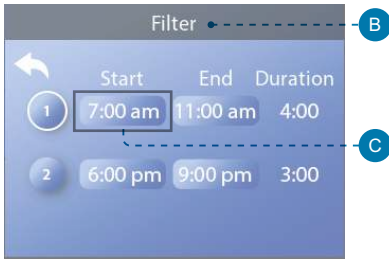 Filter
B
Start End Duration
1 7:00 am 11:00 am 4:00
C
2 6:00 pm 9:00 pm 3:00